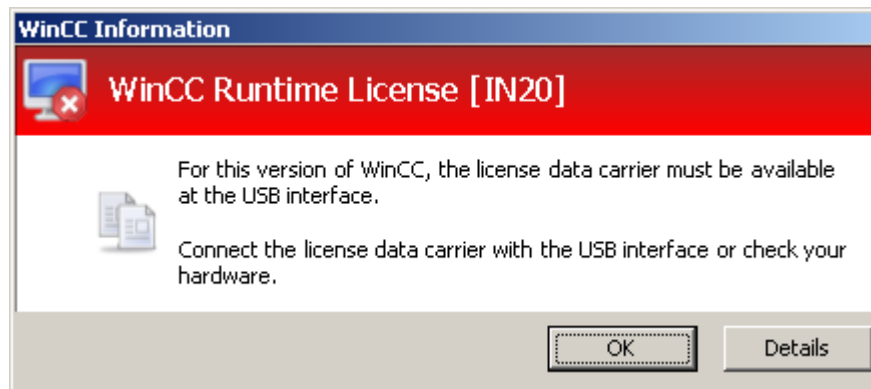 WinCC Information
WinCC Runtime License [IN20]
For this version of WinCC, the license data carrier must be available
at the USB interface.
Connect the license data carrier with the USB interface or check your
hardware.
OK
Details